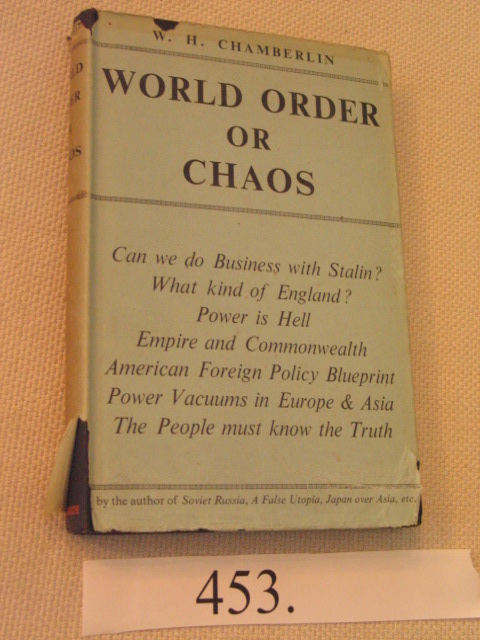 W. H. CHAMBERLIN
WORLD ORDER
OR
CHAOS
Can we do Business with Stalin?
What kind of England?
Power is Hell
Empire and Commonwealth
American Foreign Policy Blueprint
Power Vacuums in Europe & Asia
The People must know the Truth
by the author of Soviet Russia, A False Utopia, Japan over Asia, etc.
453.